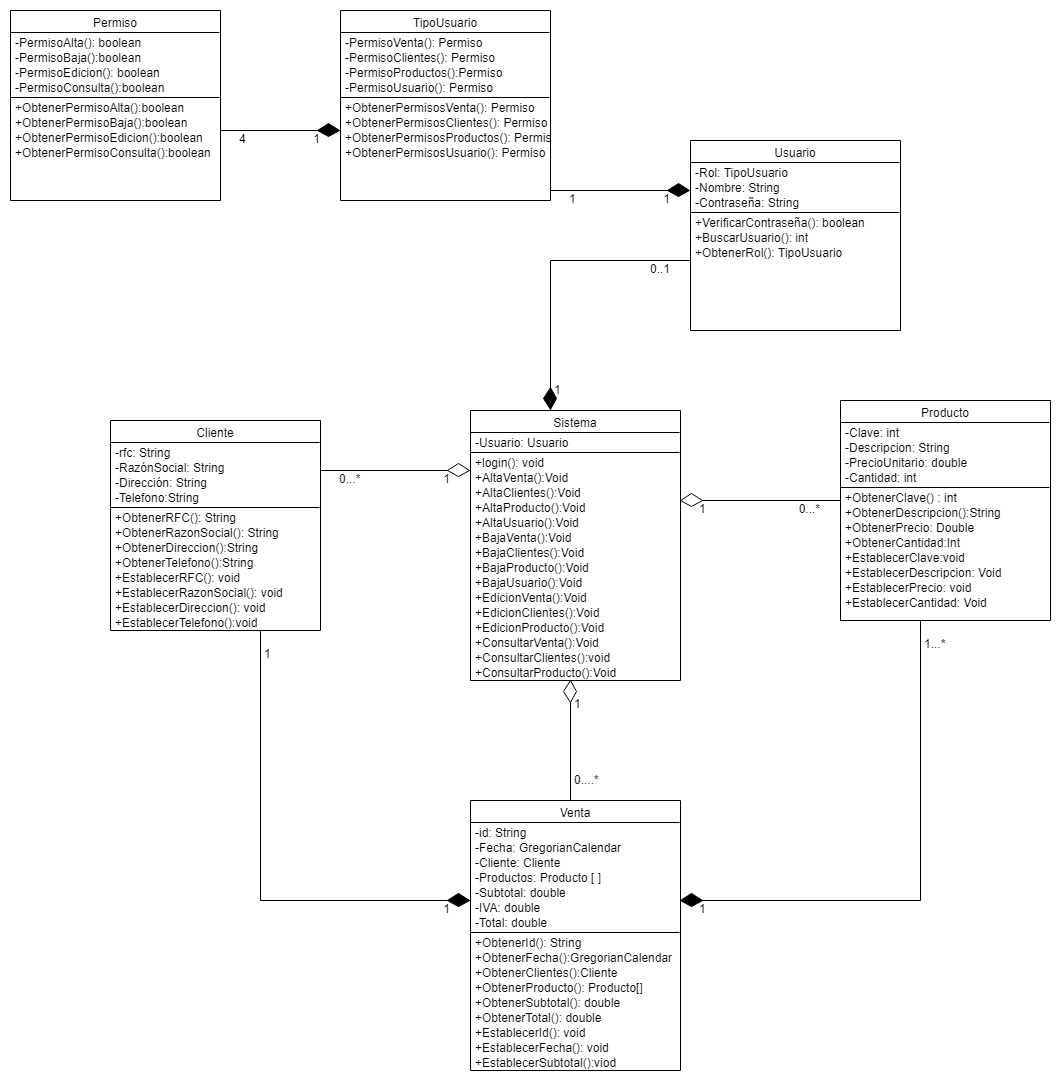 Permiso
-PermisoAlta(): boolean
-PermisoBaja():boolean
-PermisoEdicion(): boolean
-PermisoConsulta():boolean
+ObtenerPermisoAlta():boolean
+ObtenerPermisoBaja():boolean
+ObtenerPermisoEdicion():boolean
+ObtenerPermisoConsulta():boolean
4
1
TipoUsuario
-PermisoVenta(): Permiso
-PermisoClientes(): Permiso
-PermisoProductos():Permiso
-PermisoUsuario(): Permiso
+ObtenerPermisosVenta(): Permiso
+ObtenerPermisosClientes(): Permiso
+ObtenerPermisosProductos(): Permis
+ObtenerPermisosUsuario(): Permiso
1
1
Usuario
-Rol: TipoUsuario
-Nombre: String
-Contraseña: String
+VerificarContraseña(): boolean
+BuscarUsuario(): int
+ObtenerRol(): TipoUsuario
0..1
1
Cliente
-rfc: String
-RazónSocial: String
-Dirección: String
-Telefono:String
+ObtenerRFC(): String
+ObtenerRazonSocial(): String
+ObtenerDireccion():String
+ObtenerTelefono():String
+EstablecerRFC(): void
+EstablecerRazonSocial(): void
+EstablecerDireccion(): void
+EstablecerTelefono():void
0...*
1
Sistema
-Usuario: Usuario
+login(): void
+AltaVenta():Void
+AltaClientes():Void
+AltaProducto():Void
+AltaUsuario():Void
+BajaVenta():Void
+BajaClientes():Void
+BajaProducto():Void
+BajaUsuario():Void
+EdicionVenta():Void
+EdicionClientes():Void
+EdicionProducto():Void
+ConsultarVenta():Void
+ConsultarClientes():void
+ConsultarProducto():Void
1
0...*
Producto
-Clave: int
-Descripcion: String
-PrecioUnitario: double
-Cantidad: int
+ObtenerClave() : int
+ObtenerDescripcion():String
+ObtenerPrecio: Double
+ObtenerCantidad:Int
+EstablecerClave:void
+EstablecerDescripcion: Void
+EstablecerPrecio: void
+EstablecerCantidad: Void
1
1...*
1
0....*
Venta
-id: String
-Fecha: GregorianCalendar
-Cliente: Cliente
-Productos: Producto [ ]
-Subtotal: double
-IVA: double
-Total: double
+ObtenerId(): String
+ObtenerFecha():GregorianCalendar
+ObtenerClientes():Cliente
+ObtenerProducto(): Producto[]
+ObtenerSubtotal(): double
+ObtenerTotal(): double
+EstablecerId(): void
+EstablecerFecha(): void
+EstablecerSubtotal():viod
1
1